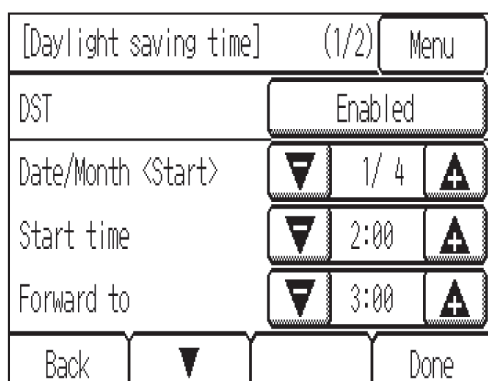 [Daylight saving time] (1/2) Menu
DST Enabled
Date/Month <Start> 1/ 4
Start time 2:00
Forward to 3:00
Back Done